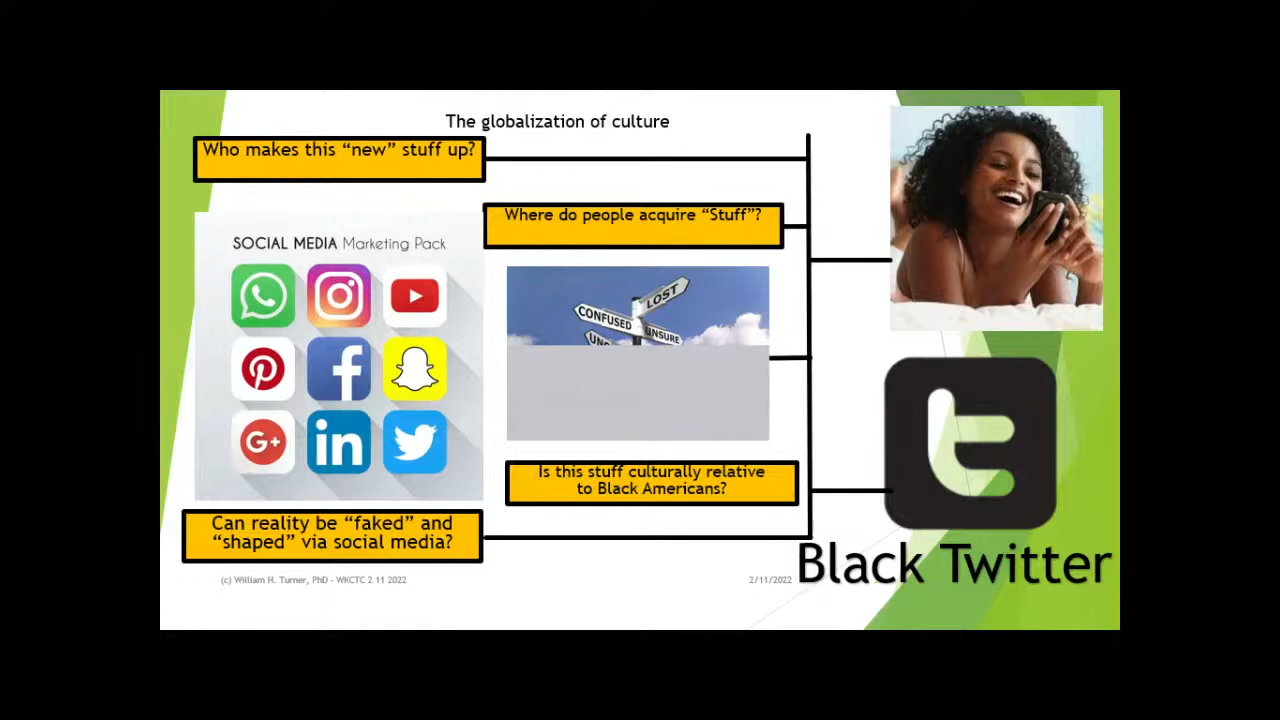 The globalization of culture
Who makes this “new” stuff up?
Where do people acquire “Stuff”?
SOCIAL MEDIA Marketing Pack
G+
in
LOST
CONFUSED
UNSURE
t
Is this stuff culturally relative
to Black Americans?
Can reality be “faked” and
“shaped” via social media?
Black Twitter
(c) William H. Turner, PhD - WKCTC 2 11 2022
2/11/2022